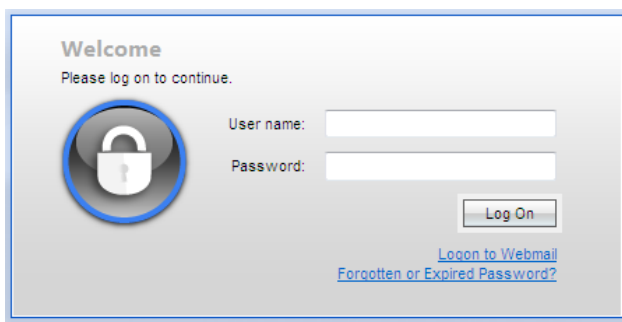 Welcome
Please log on to continue.
User name:
Password:
Log On
Logon to Webmail
Forgotten or Expired Password?